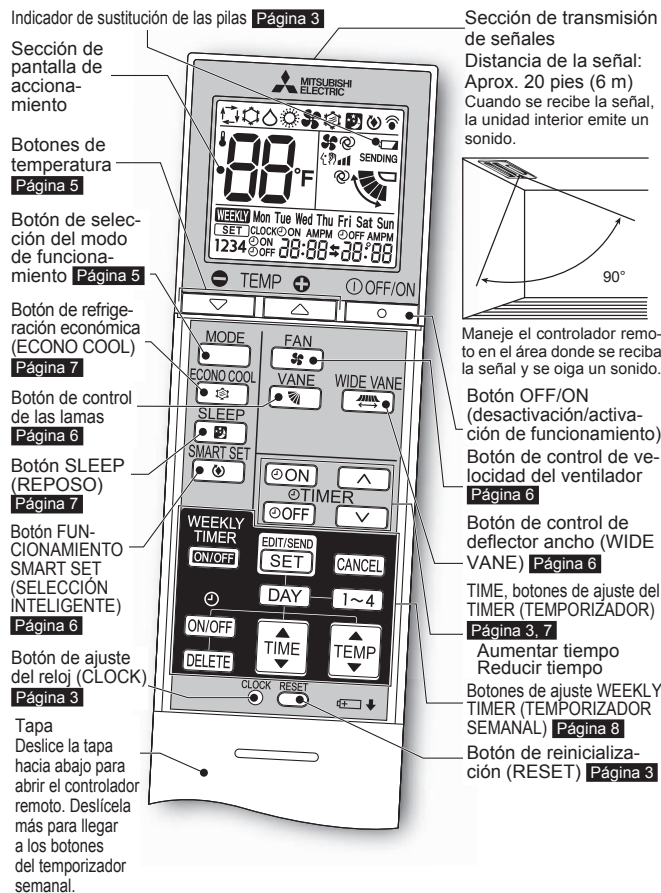 Indicador de sustitución de las pilas Página 3
Sección de
pantalla de
acciona-
miento
Botones de
temperatura
Página 5
Botón de selec-
ción del modo
de funciona-
miento Página 5
Botón de refrige-
ración económica
(ECONO COOL)
Página 7
Botón de control
de las lamas
Página 6
Botón SLEEP
(REPOSO)
Página 7
Botón FUN-
CIONAMIENTO
SMART SET
(SELECCIÓN
INTELIGENTE)
Página 6
Botón de ajuste
del reloj (CLOCK)
Página 3
Tapa
Deslice la tapa
hacia abajo para
abrir el controlador
remoto. Deslícela
más para llegar
a los botones
del temporizador
semanal.
MITSUBISHI
ELECTRIC
88°F
SENDING
WEEKLY Mon Tue Wed Thu Fri Sat Sun
SET CLOCK ON AMPM OFF AMPM
1234 ON OFF 88:88 88:88
TEMP OFF/ON
MODE FAN
ECONO COOL VANE WIDE VANE
SLEEP
SMART SET
ON
TIMER
OFF
WEEKLY
TIMER
ON/OFF
EDIT/SEND
SET CANCEL
DAY 1~4
ON/OFF
TIME TEMP
DELETE
CLOCK RESET
Sección de transmisión
de señales
Distancia de la señal:
Aprox. 20 pies (6 m)
Cuando se recibe la señal,
la unidad interior emite un
sonido.
90°
Maneje el controlador remo-
to en el área donde se reciba
la señal y se oiga un sonido.
Botón OFF/ON
(desactivación/activa-
ción de funcionamiento)
Botón de control de ve-
locidad del ventilador
Página 6
Botón de control de
deflector ancho (WIDE
VANE) Página 6
TIME, botones de ajuste del
TIMER (TEMPORIZADOR)
Página 3, 7
Aumentar tiempo
Reducir tiempo
Botones de ajuste WEEKLY
TIMER (TEMPORIZADOR
SEMANAL) Página 8
Botón de reinicializa-
ción (RESET) Página 3